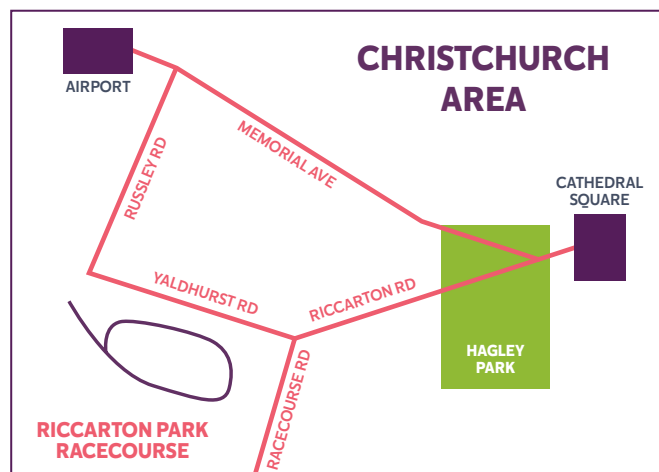 CHRISTCHURCH
AREA
AIRPORT
MEMORIAL AVE
RUSSLEY RD
CATHEDRAL
SQUARE
YALDHURST RD
RICCARTON RD
HAGLEY
PARK
RACECOURSE RD
RICCARTON PARK
RACECOURSE